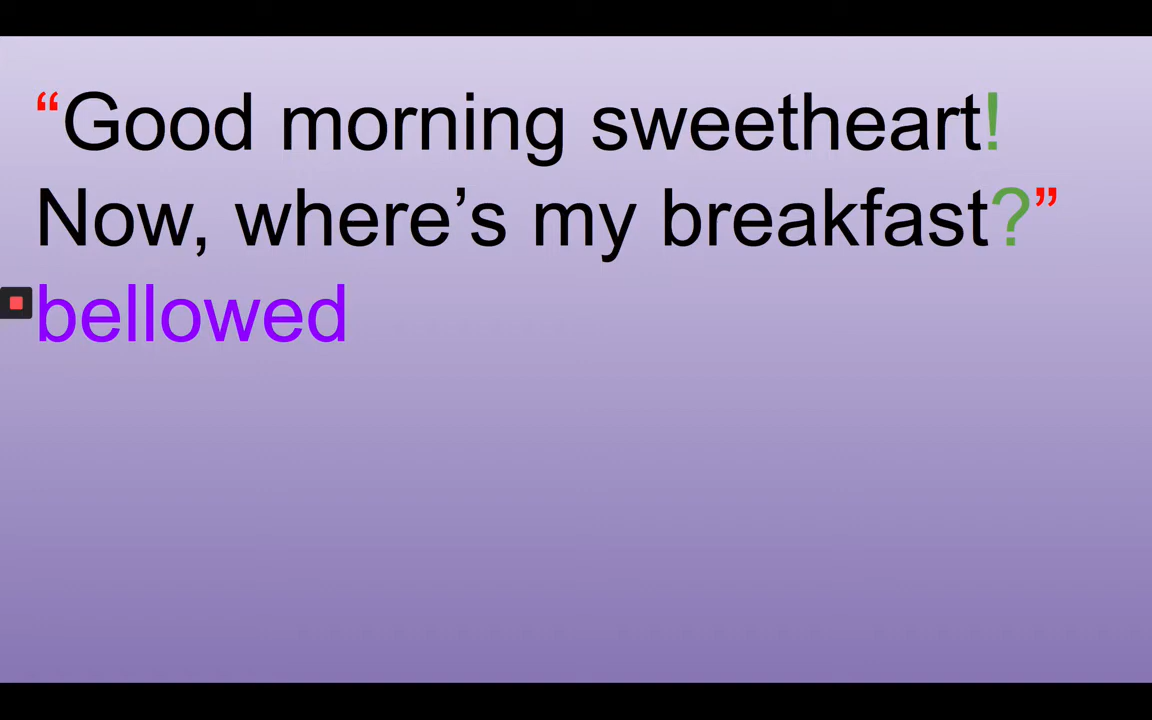 “Good morning sweetheart!
Now, where’s my breakfast?”
bellowed